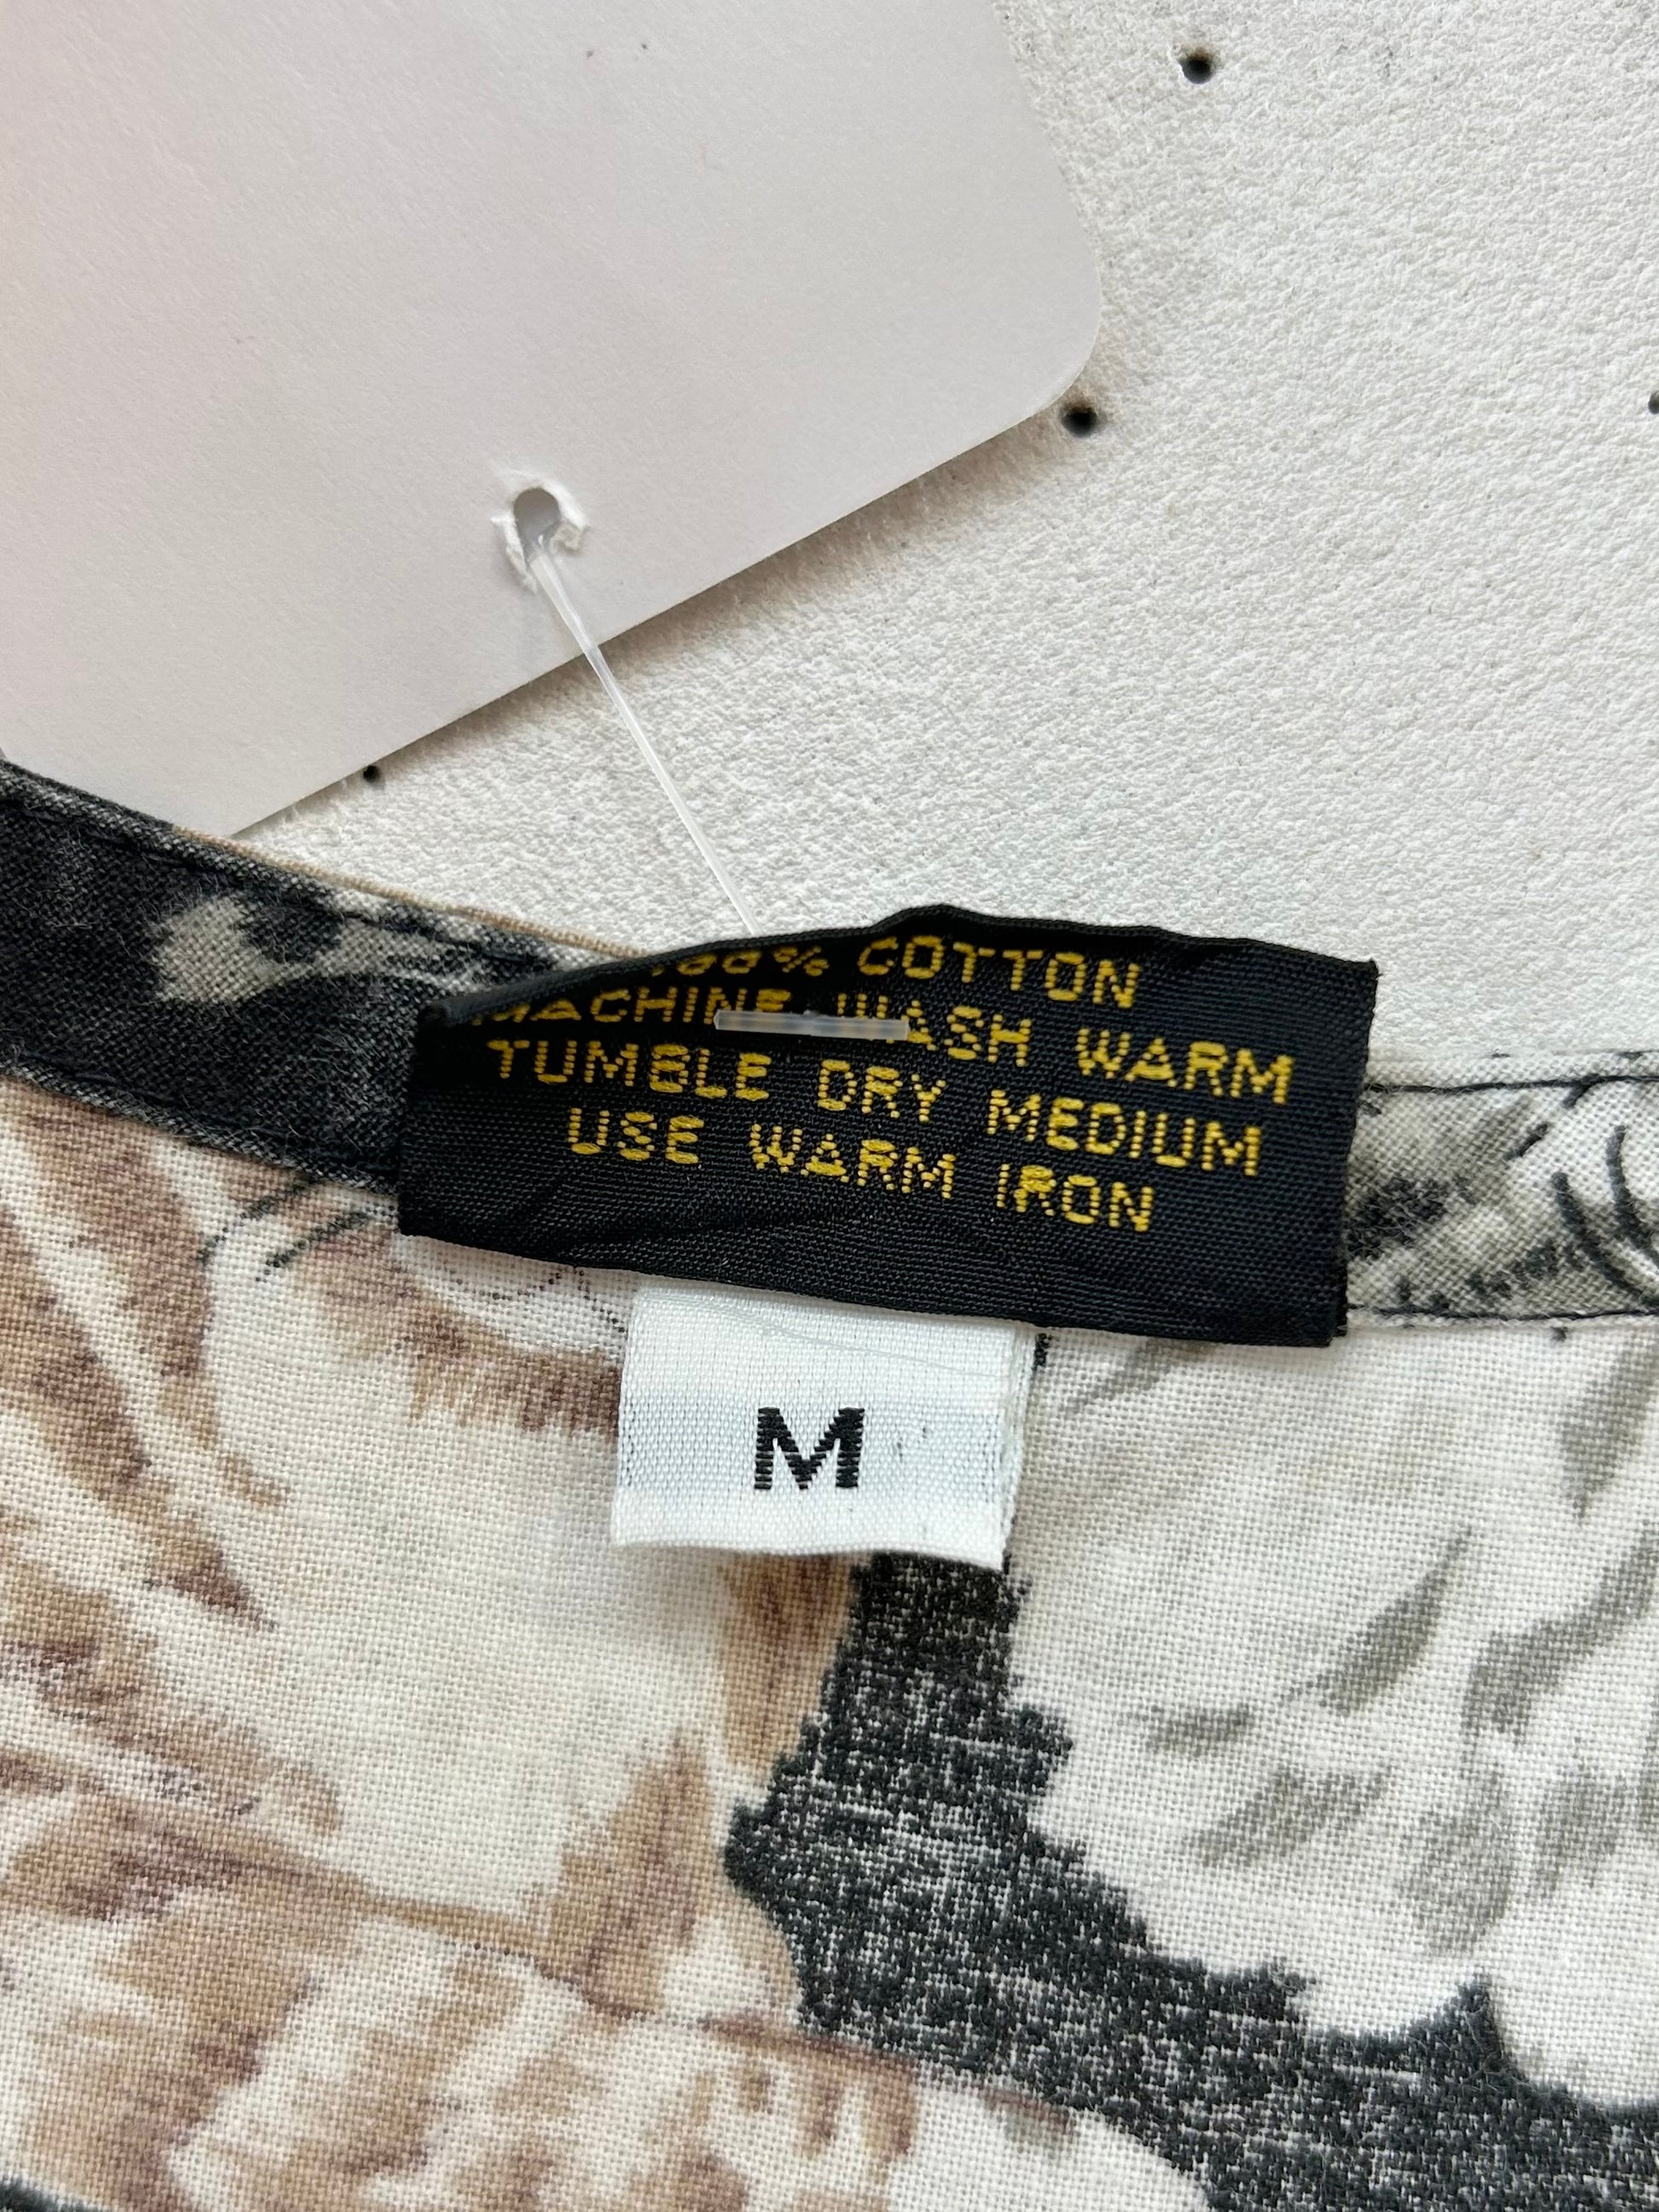 100% COTTON
MACHINE WASH WARM
TUMBLE DRY MEDIUM
USE WARM IRON
M